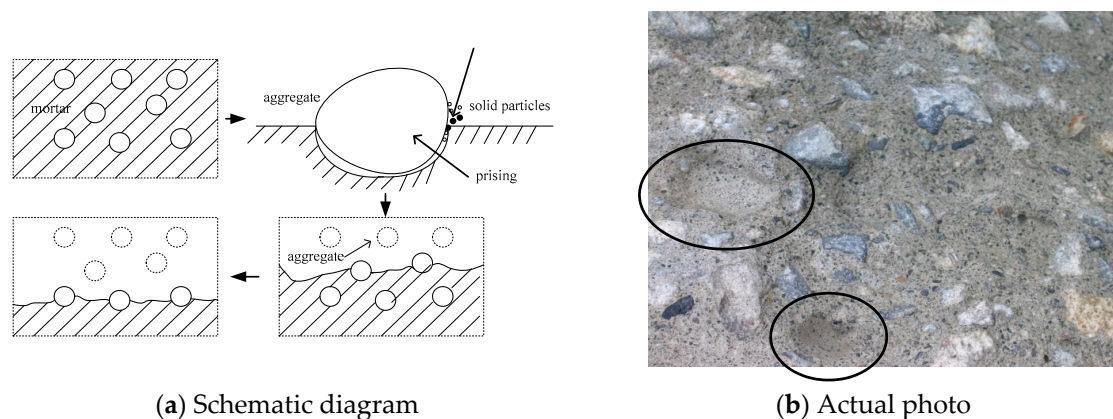 mortar
aggregate
solid particles
prising
aggregate
(a) Schematic diagram
(b) Actual photo